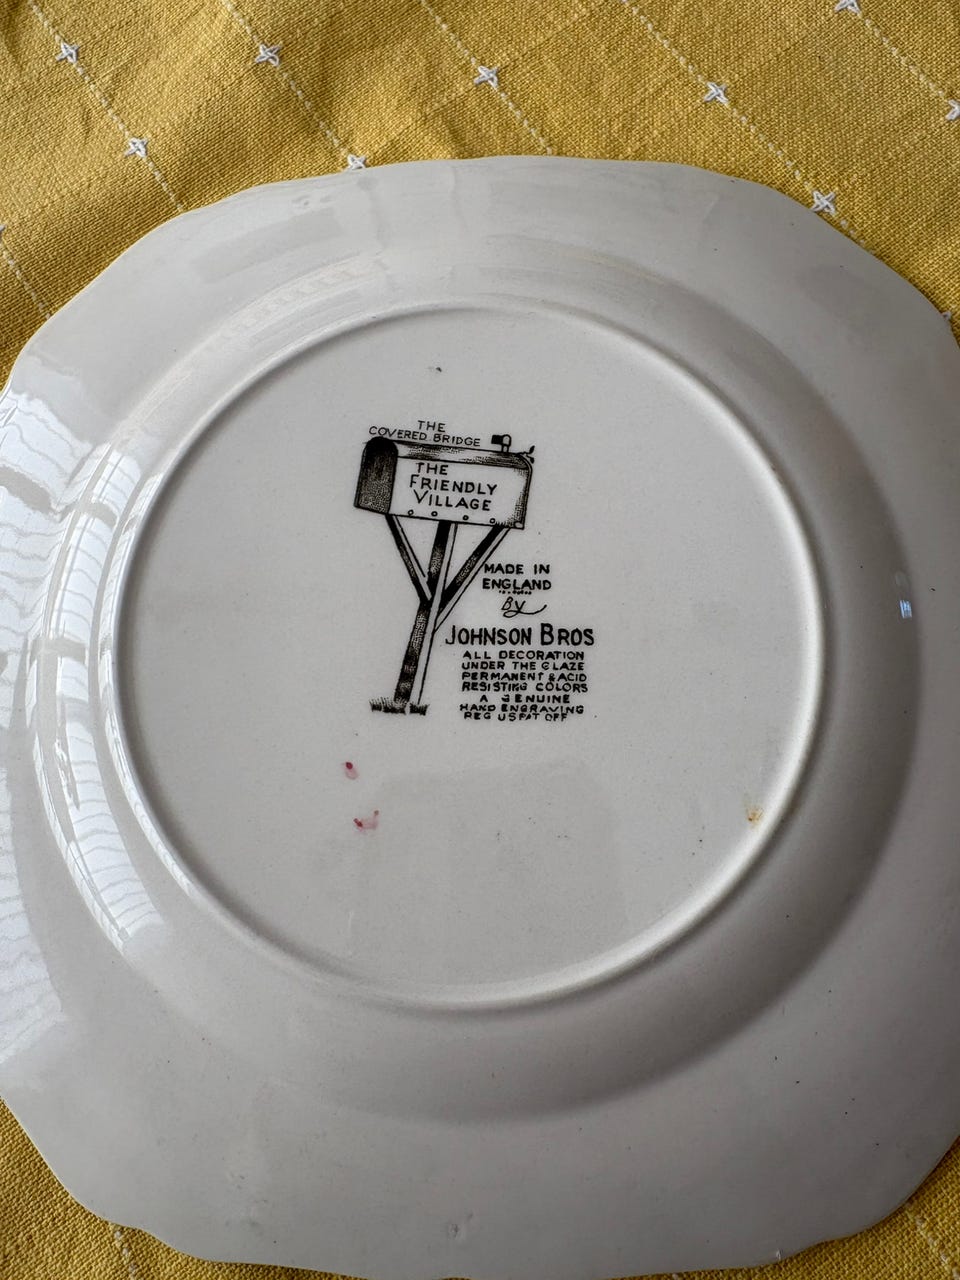 THE
COVERED BRIDGE
THE
FRIENDLY
VILLAGE
MADE IN
ENGLAND
By
JOHNSON BROS
ALL DECORATION
UNDER THE GLAZE
PERMANENT & ACID
RESISTING COLORS
A GENUINE
HAND ENGRAVING
REG US PAT OFF